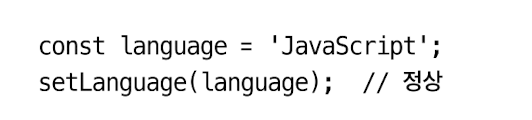 const language = 'JavaScript';
setLanguage(language);  // 정상